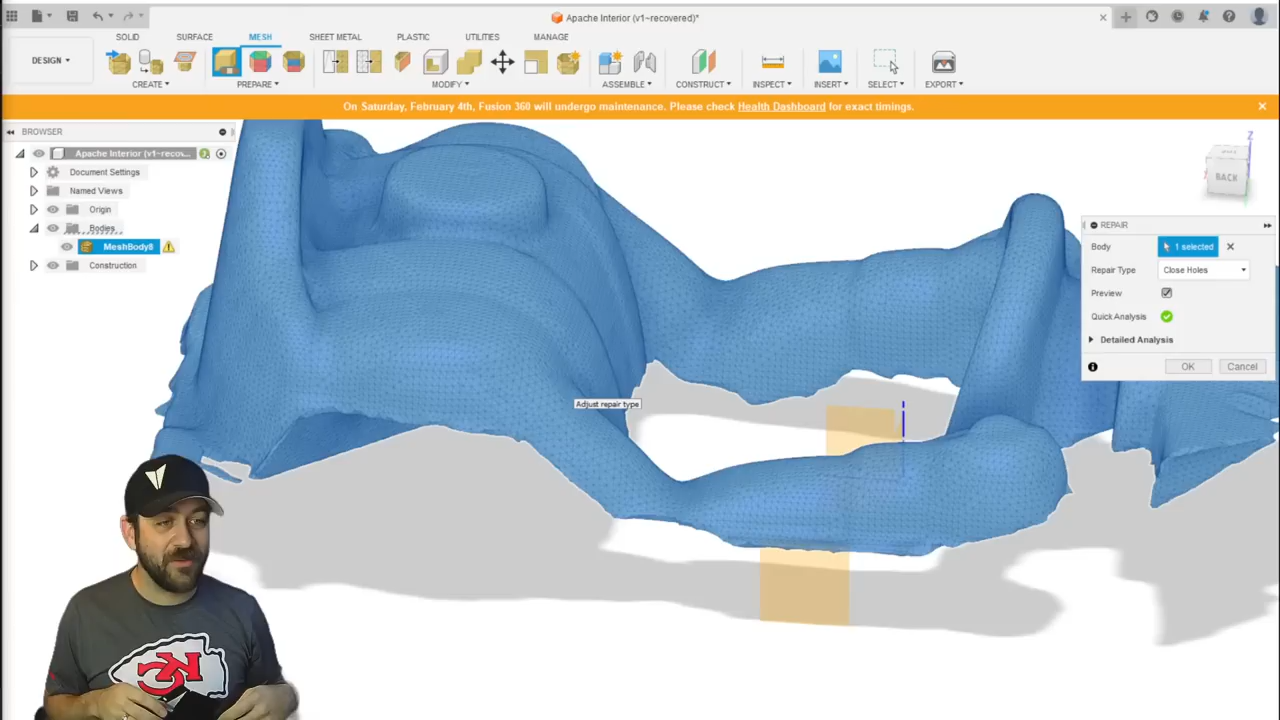 Apache Interior (v1~recovered)*
DESIGN
SOLID SURFACE MESH SHEET METAL PLASTIC UTILITIES MANAGE
CREATE PREPARE MODIFY ASSEMBLE CONSTRUCT INSPECT INSERT SELECT EXPORT
On Saturday, February 4th, Fusion 360 will undergo maintenance. Please check Health Dashboard for exact timings.
BROWSER
Apache Interior (v1~recov...
Document Settings
Named Views
Origin
Bodies
MeshBody8
Construction
Z
BACK
REPAIR
Body 1 selected
Repair Type Close Holes
Preview
Quick Analysis
Detailed Analysis
OK Cancel
Adjust repair type
KC